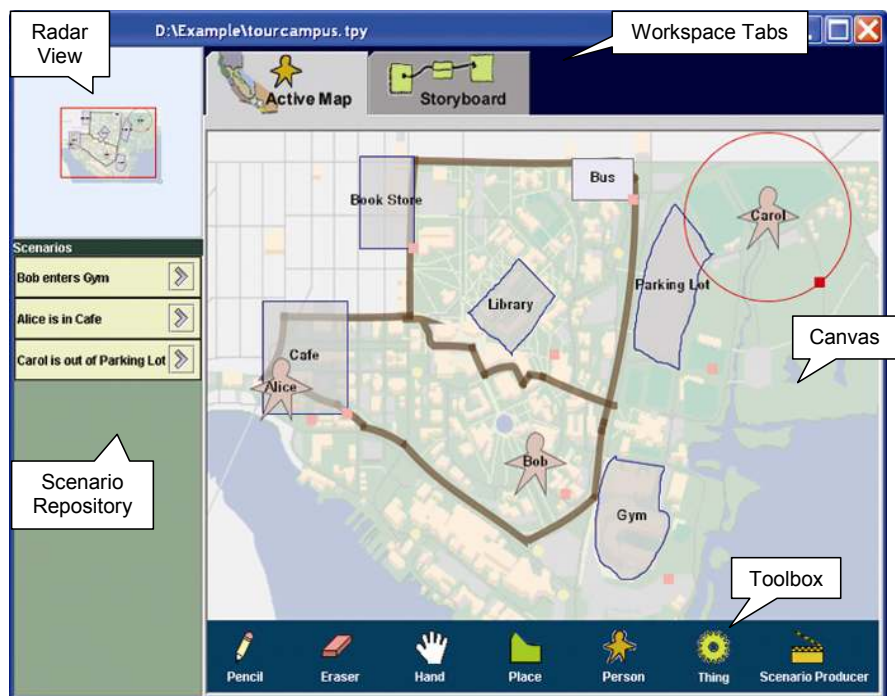 Radar
View
D:\Example\tourcampus.tpy
Workspace Tabs
Active Map
Storyboard
Scenarios
Bob enters Gym
Alice is in Cafe
Carol is out of Parking Lot
Scenario
Repository
Book Store
Bus
Carol
Library
Parking Lot
Cafe
Alice
Canvas
Bob
Gym
Toolbox
Pencil
Eraser
Hand
Place
Person
Thing
Scenario Producer